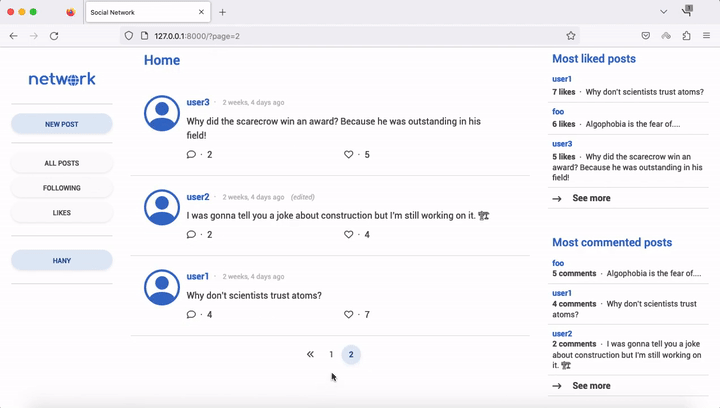 Social Network
127.0.0.1:8000/?page=2
network
NEW POST
ALL POSTS
FOLLOWING
LIKES
HANY
Home
user3 · 2 weeks, 4 days ago
Why did the scarecrow win an award? Because he was outstanding in his
field!
· 2 · 5
user2 · 2 weeks, 4 days ago (edited)
I was gonna tell you a joke about construction but I'm still working on it. 🏗
· 2 · 4
user1 · 2 weeks, 4 days ago
Why don't scientists trust atoms?
· 4 · 7
« 1 2
Most liked posts
user1
7 likes · Why don't scientists trust atoms?
foo
6 likes · Algophobia is the fear of....
user3
5 likes · Why did the scarecrow win an
award? Because he was outstanding in his
field!
→ See more
Most commented posts
foo
5 comments · Algophobia is the fear of....
user1
4 comments · Why don't scientists trust
atoms?
user2
2 comments · I was gonna tell you a joke
about construction but I'm still working on
it. 🏗
→ See more